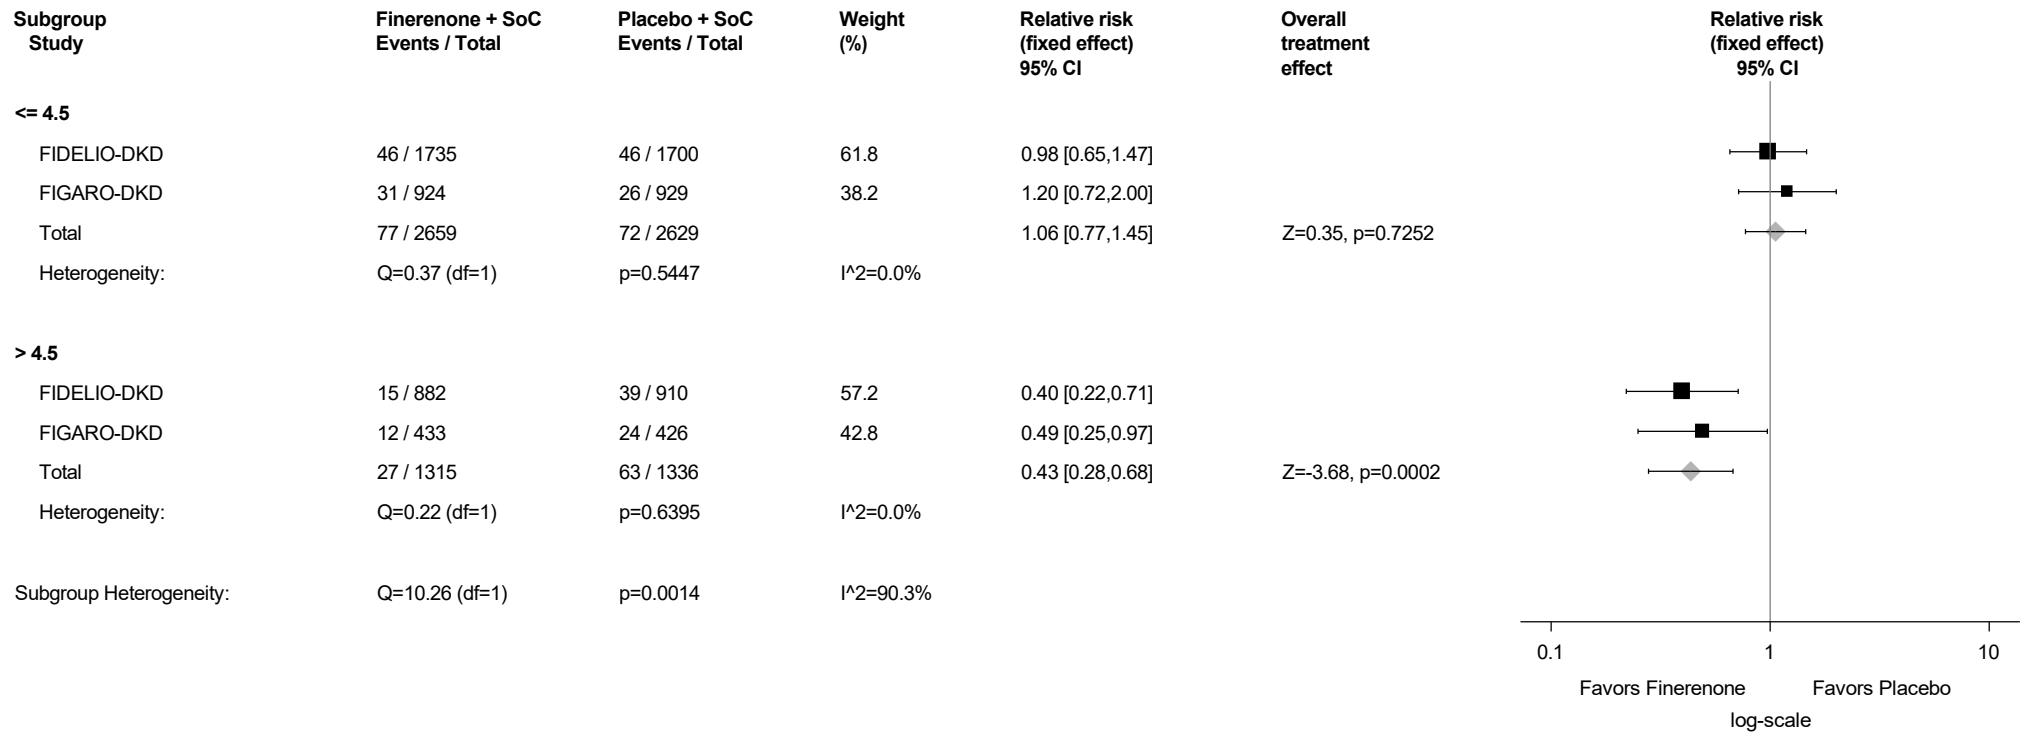 Subgroup Finerenone + SoC Placebo + SoC Weight Relative risk Overall Relative risk
Study Events / Total Events / Total (%) (fixed effect) treatment (fixed effect)
95% CI effect 95% CI
<= 4.5
FIDELIO-DKD 46 / 1735 46 / 1700 61.8 0.98 [0.65,1.47]
FIGARO-DKD 31 / 924 26 / 929 38.2 1.20 [0.72,2.00]
Total 77 / 2659 72 / 2629 1.06 [0.77,1.45] Z=0.35, p=0.7252
Heterogeneity: Q=0.37 (df=1) p=0.5447 I^2=0.0%
> 4.5
FIDELIO-DKD 15 / 882 39 / 910 57.2 0.40 [0.22,0.71]
FIGARO-DKD 12 / 433 24 / 426 42.8 0.49 [0.25,0.97]
Total 27 / 1315 63 / 1336 0.43 [0.28,0.68] Z=-3.68, p=0.0002
Heterogeneity: Q=0.22 (df=1) p=0.6395 I^2=0.0%
Subgroup Heterogeneity: Q=10.26 (df=1) p=0.0014 I^2=90.3%
0.1 1 10
Favors Finerenone Favors Placebo
log-scale